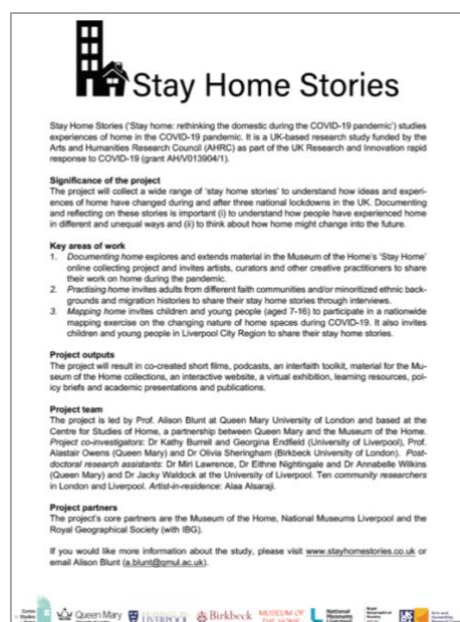 Stay Home Stories
Stay Home Stories ('Stay home: rethinking the domestic during the COVID-19 pandemic') studies
experiences of home in the COVID-19 pandemic. It is a UK-based research study funded by the
Arts and Humanities Research Council (AHRC) as part of the UK Research and Innovation rapid
response to COVID-19 (grant AH/V013904/1).
Significance of the project
The project will collect a wide range of 'stay home stories' to understand how ideas and experi-
ences of home have changed during and after three national lockdowns in the UK. Documenting
and reflecting on these stories is important (i) to understand how people have experienced home
in different and unequal ways and (ii) to think about how home might change into the future.
Key areas of work
1. Documenting home explores and extends material in the Museum of the Home's 'Stay Home'
online collecting project and invites artists, curators and other creative practitioners to share
their work on home during the pandemic.
2. Practising home invites adults from different faith communities and/or minoritized ethnic back-
grounds and migration histories to share their stay home stories through interviews.
3. Mapping home invites children and young people (aged 7-16) to participate in a nationwide
mapping exercise on the changing nature of home spaces during COVID-19. It also invites
children and young people in Liverpool City Region to share their stay home stories.
Project outputs
The project will result in co-created short films, podcasts, an interfaith toolkit, material for the Mu-
seum of the Home collections, an interactive website, a virtual exhibition, learning resources, pol-
icy briefs and academic presentations and publications.
Project team
The project is led by Prof. Alison Blunt at Queen Mary University of London and based at the
Centre for Studies of Home, a partnership between Queen Mary and the Museum of the Home.
Project co-investigators: Dr Kathy Burrell and Georgina Endfield (University of Liverpool), Prof.
Alastair Owens (Queen Mary) and Dr Olivia Sheringham (Birkbeck University of London). Post-
doctoral research assistants: Dr Miri Lawrence, Dr Eithne Nightingale and Dr Annabelle Wilkins
(Queen Mary) and Dr Jacky Waldock at the University of Liverpool. Ten community researchers
in London and Liverpool. Artist-in-residence: Alaa Alsaraji.
Project partners
The project's core partners are the Museum of the Home, National Museums Liverpool and the
Royal Geographical Society (with IBG).
If you would like more information about the study, please visit www.stayhomestories.co.uk or
email Alison Blunt (a.blunt@qmul.ac.uk).
Queen Mary
LIVERPOOL
Birkbeck
MUSEUM OF